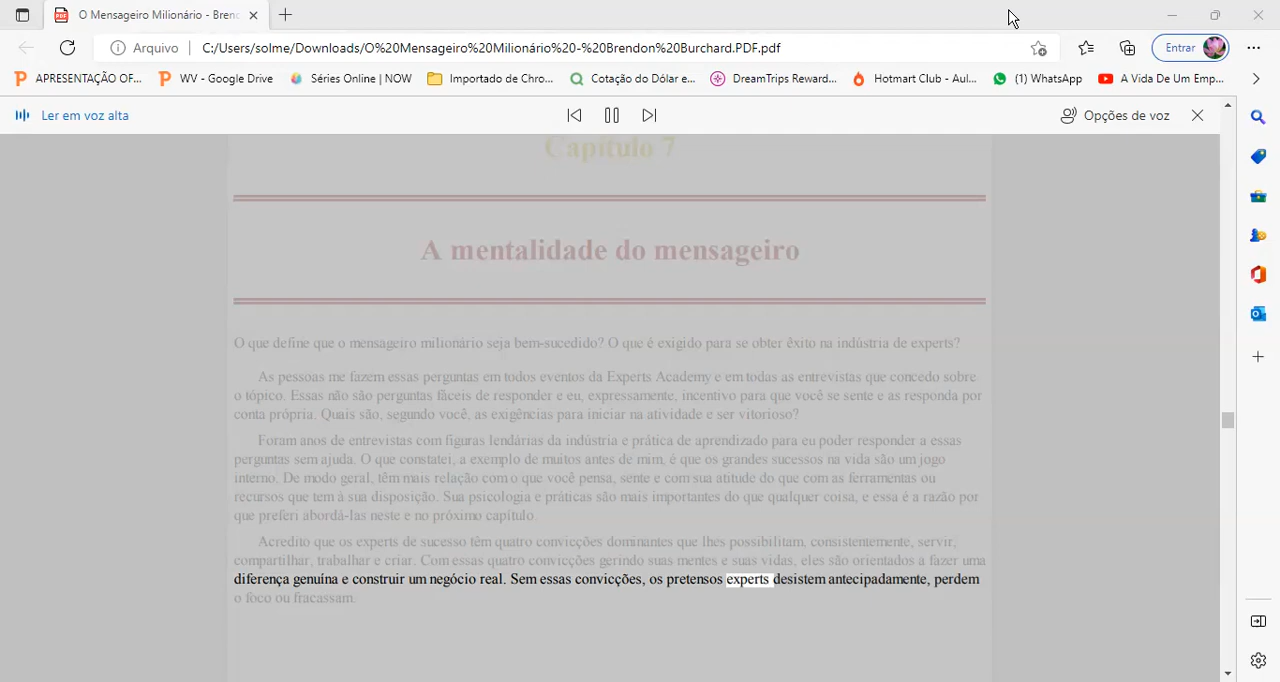 O Mensageiro Milionário - Bren
Arquivo
C:/Users/solme/Downloads/O%20Mensageiro%20Milionário%20-%20Brendon%20Burchard.PDF.pdf
Entrar
APRESENTAÇÃO OF...
WV - Google Drive
Séries Online | NOW
Importado de Chro...
Cotação do Dólar e...
DreamTrips Reward...
Hotmart Club - Aul...
(1) WhatsApp
A Vida De Um Emp...
Ler em voz alta
Opções de voz
Capítulo 7
A mentalidade do mensageiro
O que define que o mensageiro milionário seja bem-sucedido? O que é exigido para se obter êxito na indústria de experts?
As pessoas me fazem essas perguntas em todos eventos da Experts Academy e em todas as entrevistas que concedo sobre
o tópico. Essas não são perguntas fáceis de responder e eu, expressamente, incentivo para que você se sente e as responda por
conta própria. Quais são, segundo você, as exigências para iniciar na atividade e ser vitorioso?
Foram anos de entrevistas com figuras lendárias da indústria e prática de aprendizado para eu poder responder a essas
perguntas sem ajuda. O que constatei, a exemplo de muitos antes de mim, é que os grandes sucessos na vida são um jogo
interno. De modo geral, têm mais relação com o que você pensa, sente e com sua atitude do que com as ferramentas ou
recursos que tem à sua disposição. Sua psicologia e práticas são mais importantes do que qualquer coisa, e essa é a razão por
que preferi abordá-las neste e no próximo capítulo.
Acredito que os experts de sucesso têm quatro convicções dominantes que lhes possibilitam, consistentemente, servir,
compartilhar, trabalhar e criar. Com essas quatro convicções gerindo suas mentes e suas vidas, eles são orientados a fazer uma
diferença genuína e construir um negócio real. Sem essas convicções, os pretensos experts desistem antecipadamente, perdem
o foco ou fracassam.